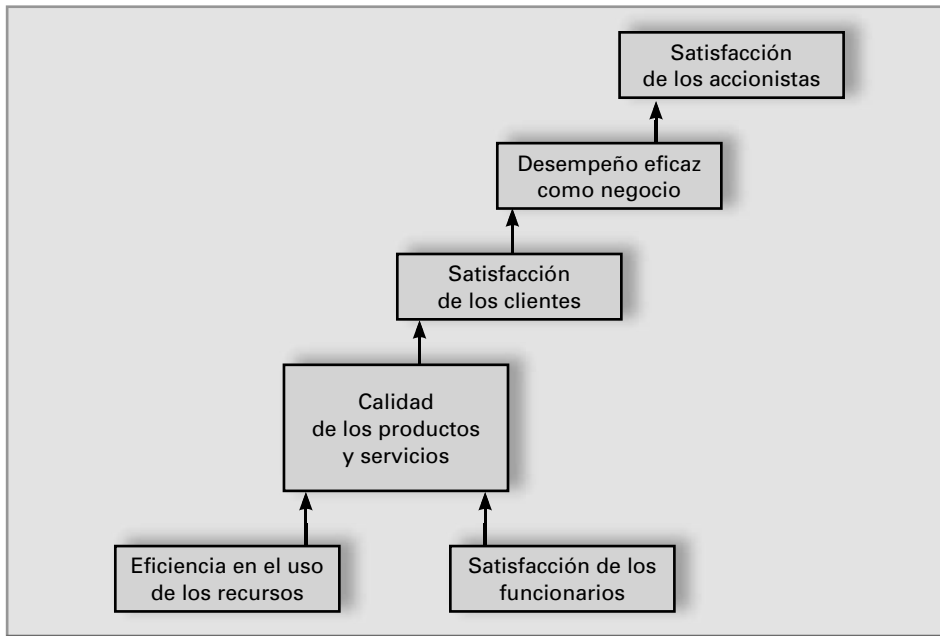 Satisfacción
de los accionistas
Desempeño eficaz
como negocio
Satisfacción
de los clientes
Calidad
de los productos
y servicios
Eficiencia en el uso
de los recursos
Satisfacción de los
funcionarios